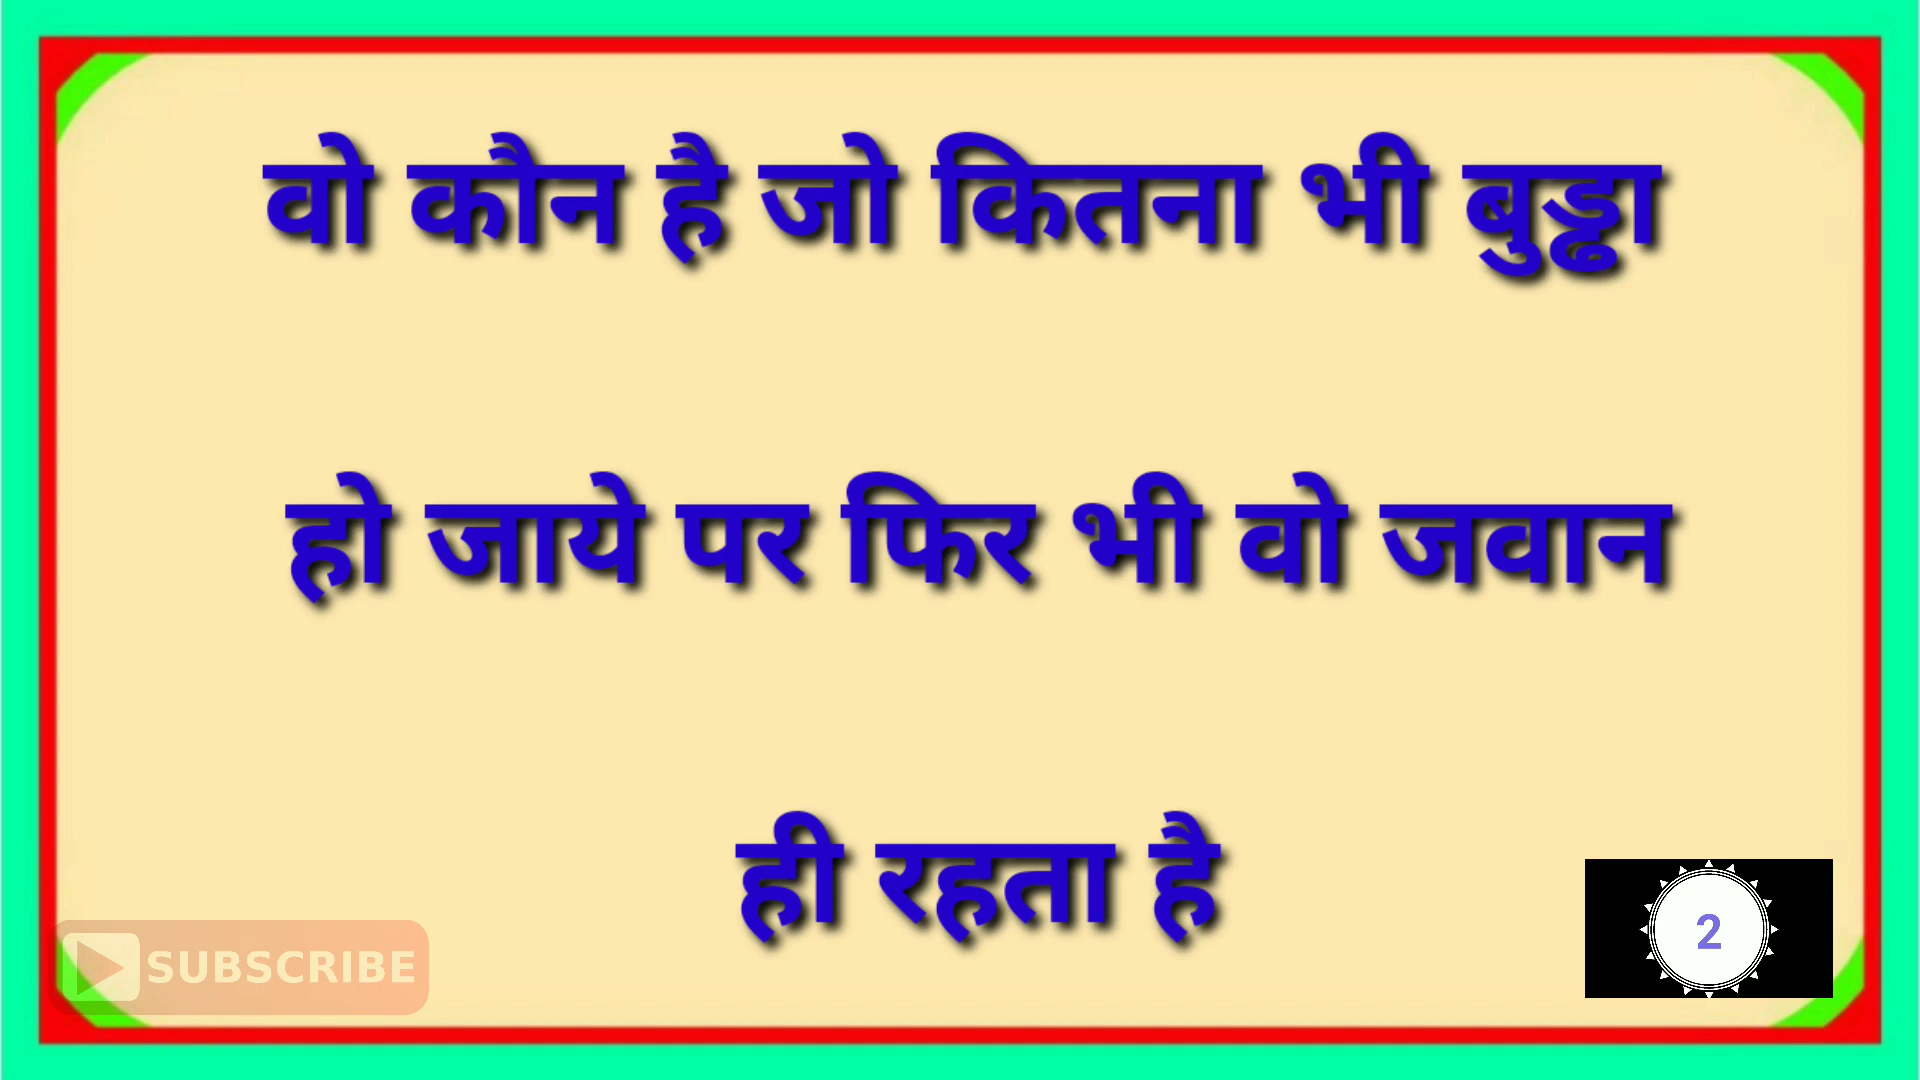 वो कौन है जो कितना भी बुड्ढा
हो जाये पर फिर भी वो जवान
ही रहता है
SUBSCRIBE
2